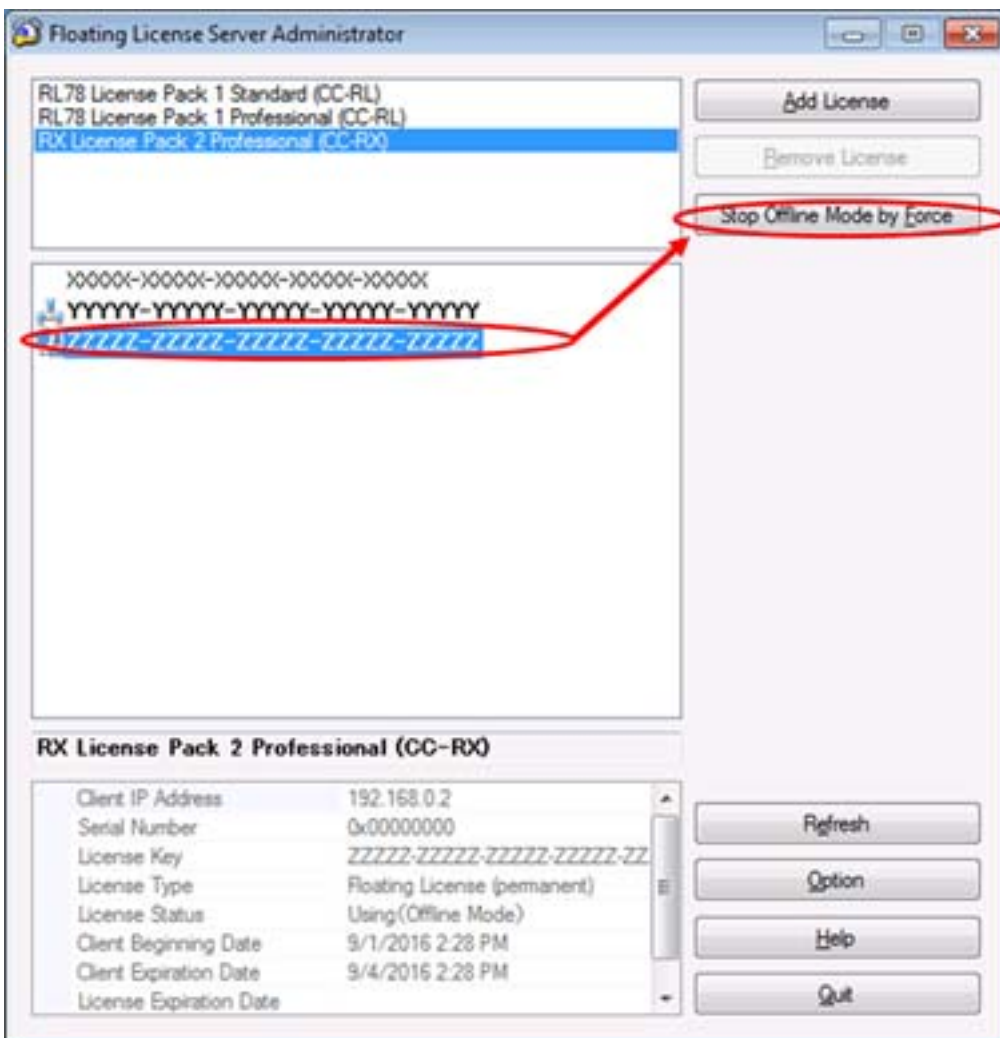 Floating License Server Administrator
RL78 License Pack 1 Standard (CC-RL)
RL78 License Pack 1 Professional (CC-RL)
RX License Pack 2 Professional (CC-RX)
Add License
Remove License
Stop Offline Mode by Force
XXXXX-XXXXX-XXXXX-XXXXX-XXXXX
YYYYY-YYYYY-YYYYY-YYYYY-YYYYY
ZZZZZ-ZZZZZ-ZZZZZ-ZZZZZ-ZZZZZ
RX License Pack 2 Professional (CC-RX)
Client IP Address 192.168.0.2
Serial Number 0x00000000
License Key ZZZZZ-ZZZZZ-ZZZZZ-ZZZZZ-ZZ
License Type Floating License (permanent)
License Status Using(Offline Mode)
Client Beginning Date 9/1/2016 2:28 PM
Client Expiration Date 9/4/2016 2:28 PM
License Expiration Date
Refresh
Option
Help
Quit